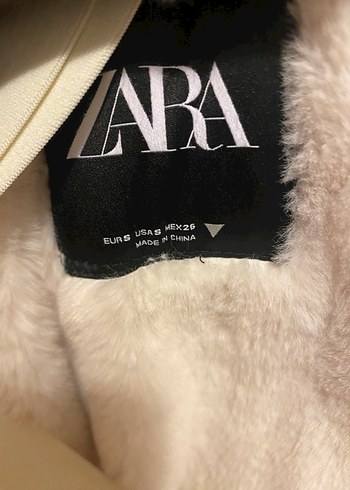 ZARA
EUR S USA S MEX 26
MADE IN CHINA